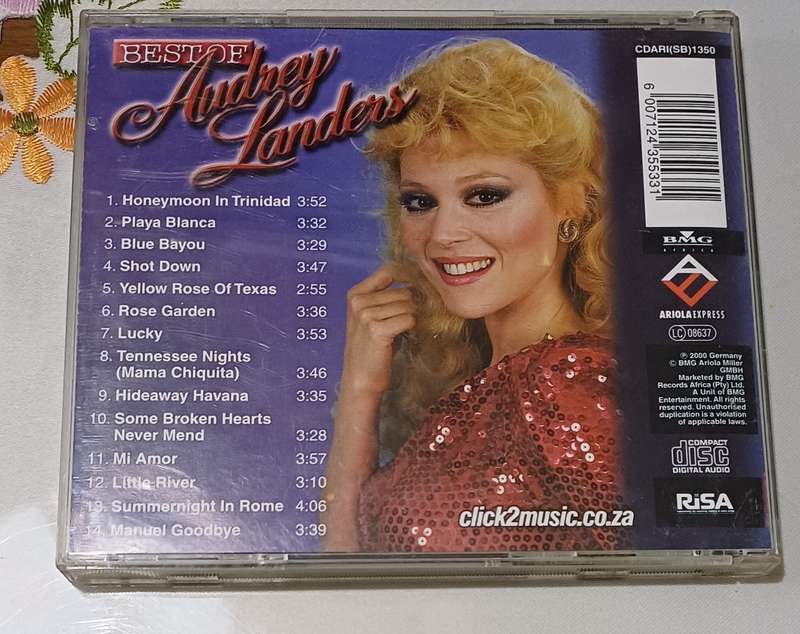 BEST OF
Audrey
Landers
1. Honeymoon In Trinidad 3:52
2. Playa Blanca 3:32
3. Blue Bayou 3:29
4. Shot Down 3:47
5. Yellow Rose Of Texas 2:55
6. Rose Garden 3:36
7. Lucky 3:53
8. Tennessee Nights
(Mama Chiquita) 3:46
9. Hideaway Havana 3:35
10. Some Broken Hearts
Never Mend 3:28
11. Mi Amor 3:57
12. Little River 3:10
13. Summernight In Rome 4:06
14. Manuel Goodbye 3:39
click2music.co.za
CDARI(SB)1350
6 007124 355331
BMG
AFRICA
ARIOLA EXPRESS
LC 08637
℗ 2000 Germany
© BMG Ariola Miller
GMBH
Marketed by BMG
Records Africa (Pty) Ltd.
A Unit of BMG
Entertainment. All rights
reserved. Unauthorised
duplication is a violation
of applicable laws.
COMPACT
disc
DIGITAL AUDIO
RiSA